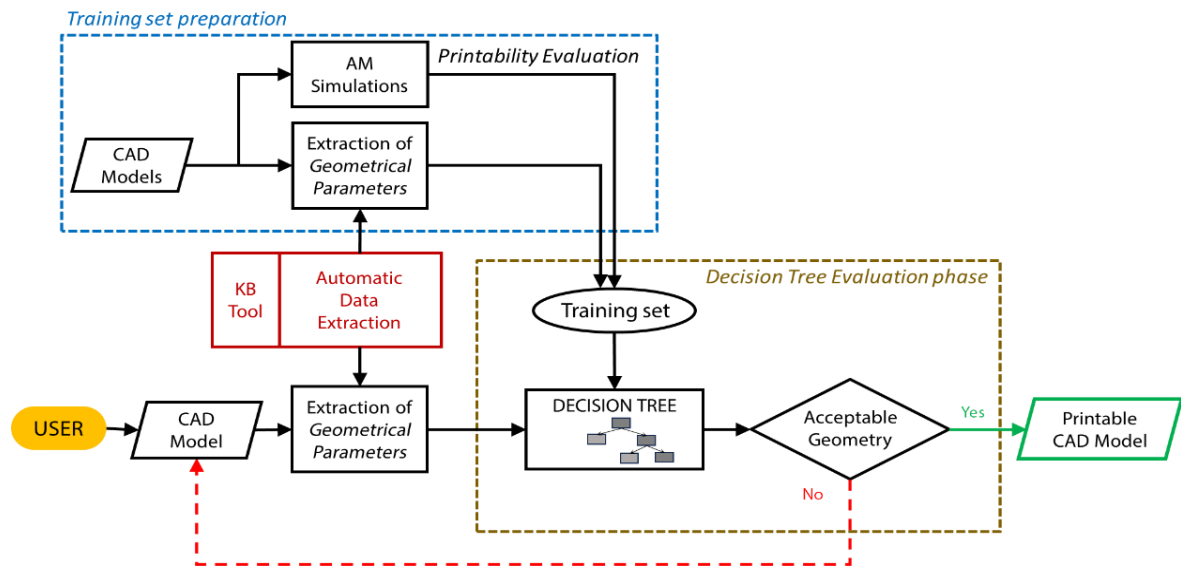 Training set preparation
AM
Simulations
Printability Evaluation
CAD
Models
Extraction of
Geometrical
Parameters
KB
Tool
Automatic
Data
Extraction
Decision Tree Evaluation phase
Training set
USER
CAD
Model
Extraction of
Geometrical
Parameters
DECISION TREE
Acceptable
Geometry
Yes
No
Printable
CAD Model